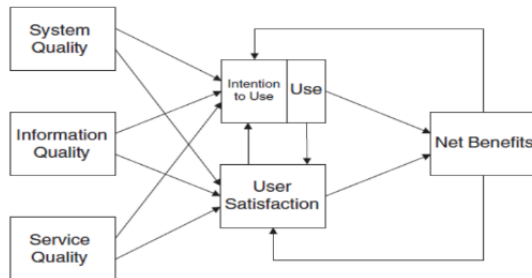 System
Quality
Intention
to Use
Use
Information
Quality
Net Benefits
User
Satisfaction
Service
Quality